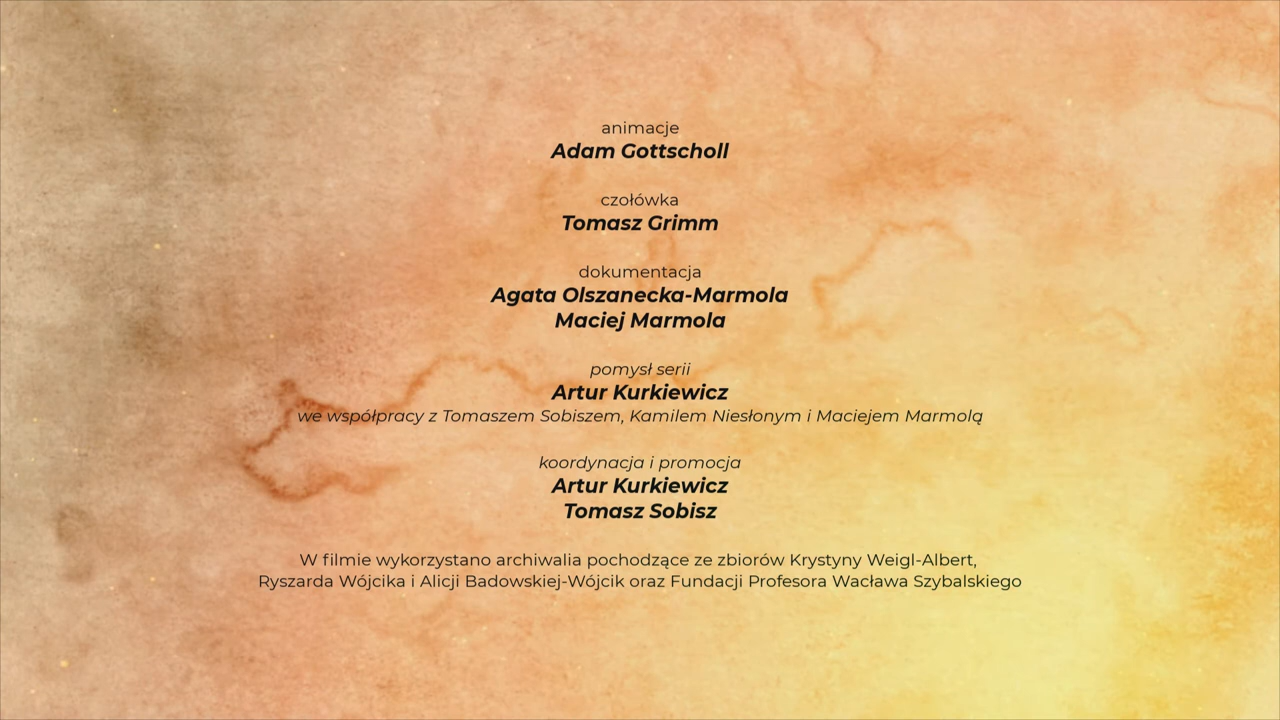 animacje
Adam Gottscholl
czołówka
Tomasz Grimm
dokumentacja
Agata Olszanecka-Marmola
Maciej Marmola
pomysł serii
Artur Kurkiewicz
we współpracy z Tomaszem Sobiszem, Kamilem Niesłonym i Maciejem Marmolą
koordynacja i promocja
Artur Kurkiewicz
Tomasz Sobisz
W filmie wykorzystano archiwalia pochodzące ze zbiorów Krystyny Weigl-Albert,
Ryszarda Wójcika i Alicji Badowskiej-Wójcik oraz Fundacji Profesora Wacława Szybalskiego